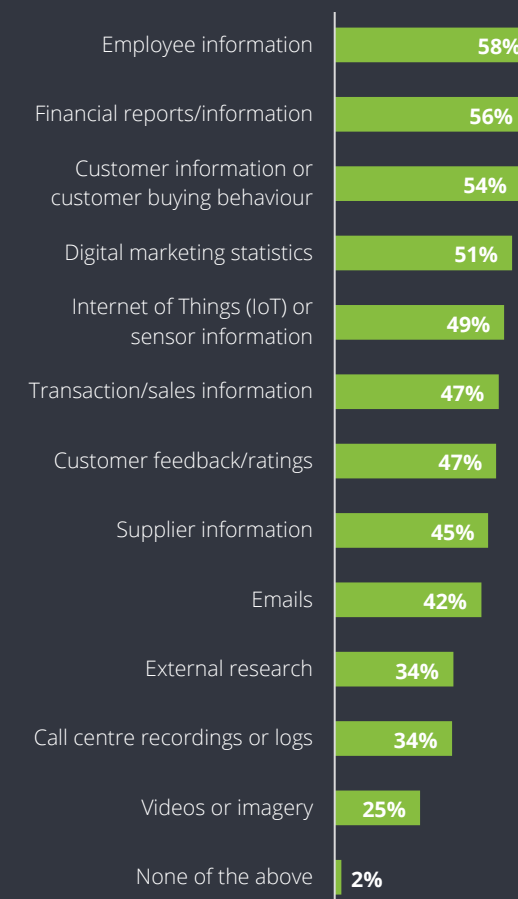 Employee information 58%
Financial reports/information 56%
Customer information or
customer buying behaviour 54%
Digital marketing statistics 51%
Internet of Things (IoT) or
sensor information 49%
Transaction/sales information 47%
Customer feedback/ratings 47%
Supplier information 45%
Emails 42%
External research 34%
Call centre recordings or logs 34%
Videos or imagery 25%
None of the above 2%